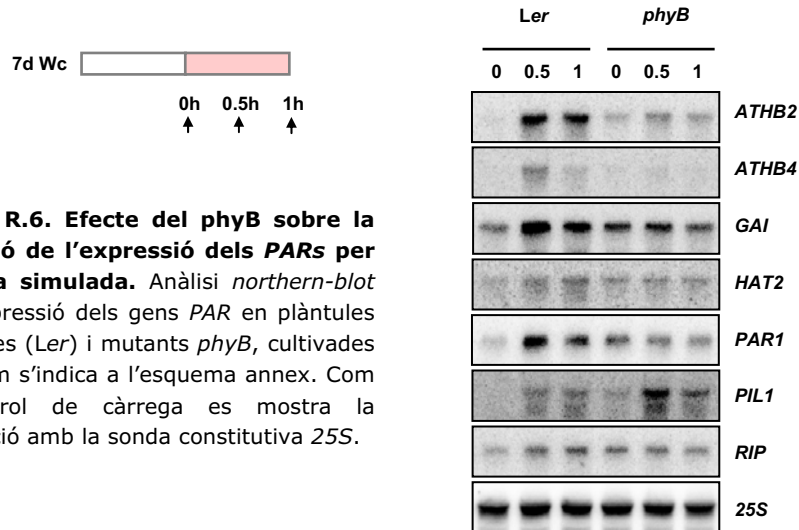 7d Wc
0h 0.5h 1h
R.6. Efecte del phyB sobre la
ó de l'expressió dels PARs per
a simulada. Anàlisi northern-blot
pressió dels gens PAR en plàntules
es (Ler) i mutants phyB, cultivades
m s'indica a l'esquema annex. Com
rol de càrrega es mostra la
ció amb la sonda constitutiva 25S.
Ler phyB
0 0.5 1 0 0.5 1
ATHB2
ATHB4
GAI
HAT2
PAR1
PIL1
RIP
25S